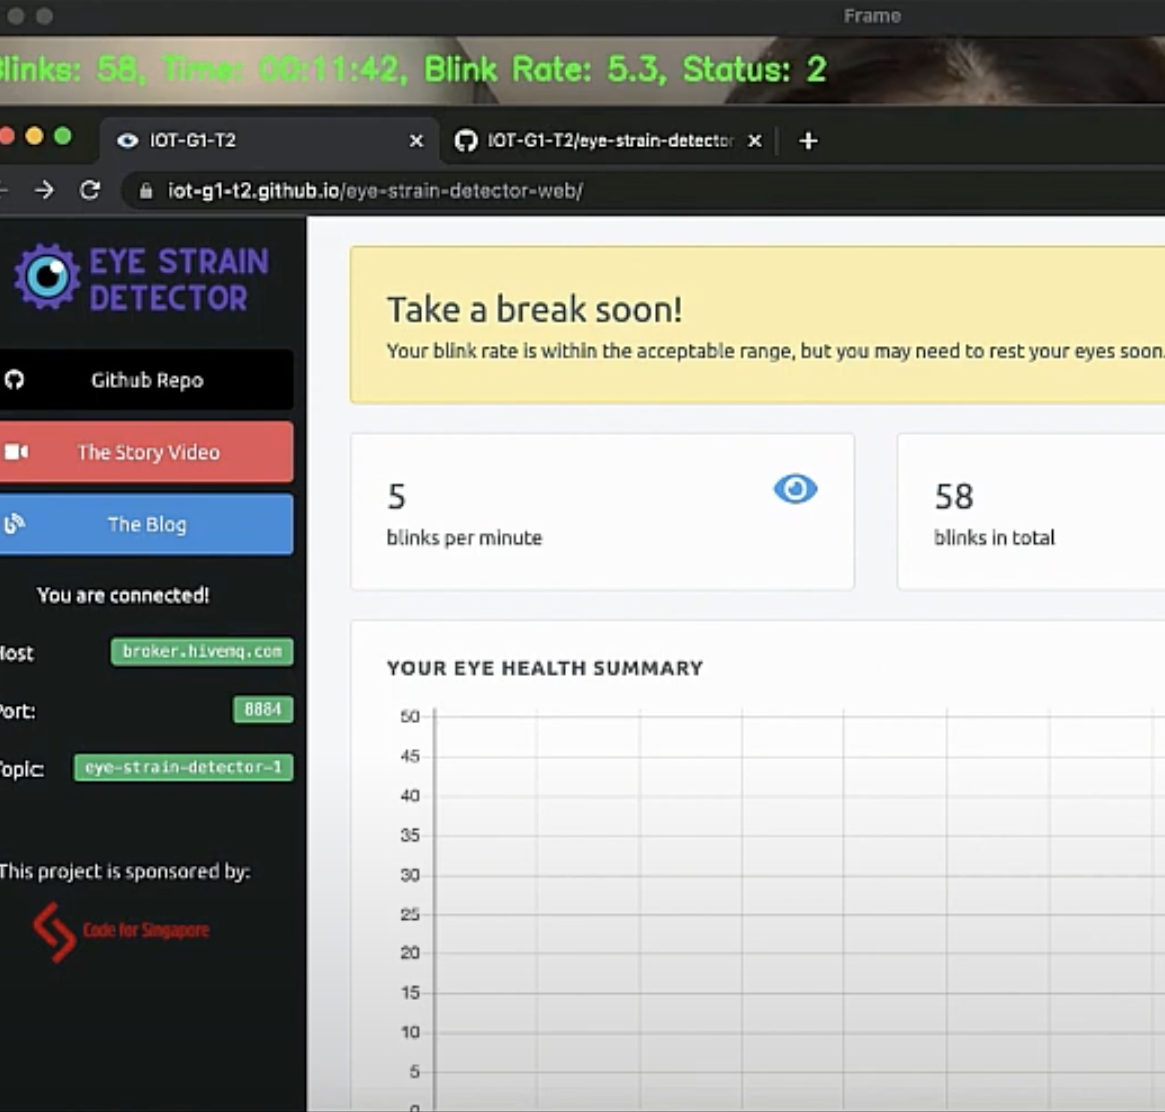 Frame
Blinks: 58, Time: 00:11:42, Blink Rate: 5.3, Status: 2
IOT-G1-T2
IOT-G1-T2/eye-strain-detector
iot-g1-t2.github.io/eye-strain-detector-web/
EYE STRAIN
DETECTOR
Github Repo
The Story Video
The Blog
You are connected!
Host broker.hivemq.com
Port: 8884
Topic: eye-strain-detector-1
This project is sponsored by:
Code for Singapore
Take a break soon!
Your blink rate is within the acceptable range, but you may need to rest your eyes soon.
5
blinks per minute
58
blinks in total
YOUR EYE HEALTH SUMMARY
50
45
40
35
30
25
20
15
10
5
0